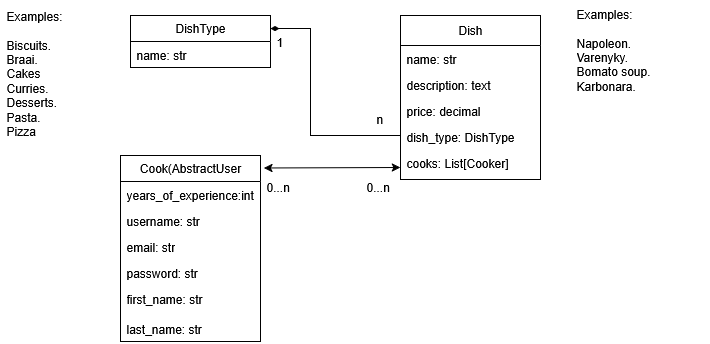 Examples:
Biscuits.
Braai.
Cakes
Curries.
Desserts.
Pasta.
Pizza
DishType
name: str
1
n
Dish
name: str
description: text
price: decimal
dish_type: DishType
cooks: List[Cooker]
Examples:
Napoleon.
Varenyky.
Bomato soup.
Karbonara.
Cook(AbstractUser
years_of_experience:int
username: str
email: str
password: str
first_name: str
last_name: str
0...n
0...n